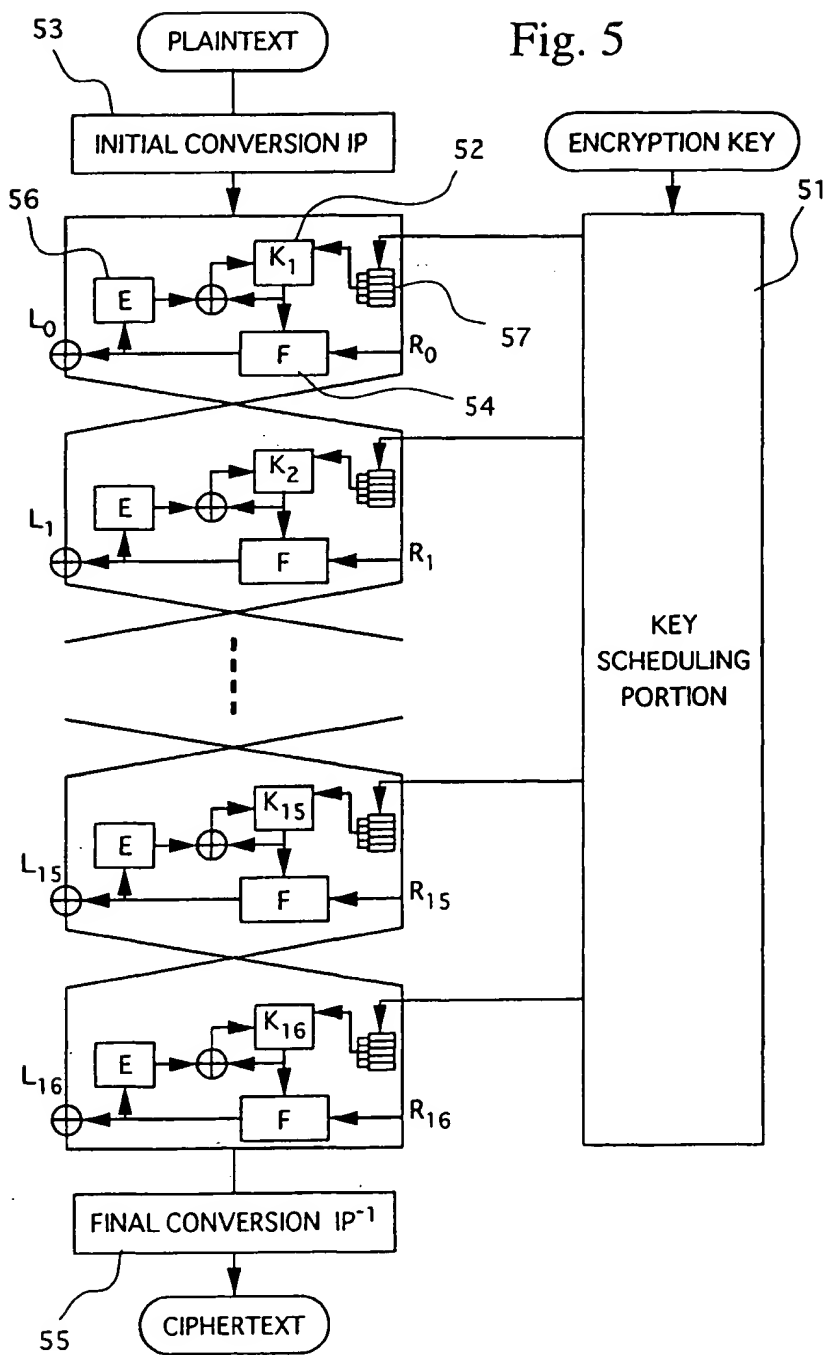 Fig. 5
53
PLAINTEXT
INITIAL CONVERSION IP
ENCRYPTION KEY
52
51
56
K1
E
57
L0
F
R0
54
K2
E
L1
F
R1
KEY
SCHEDULING
PORTION
K15
E
L15
F
R15
K16
E
L16
F
R16
FINAL CONVERSION IP-1
55
CIPHERTEXT